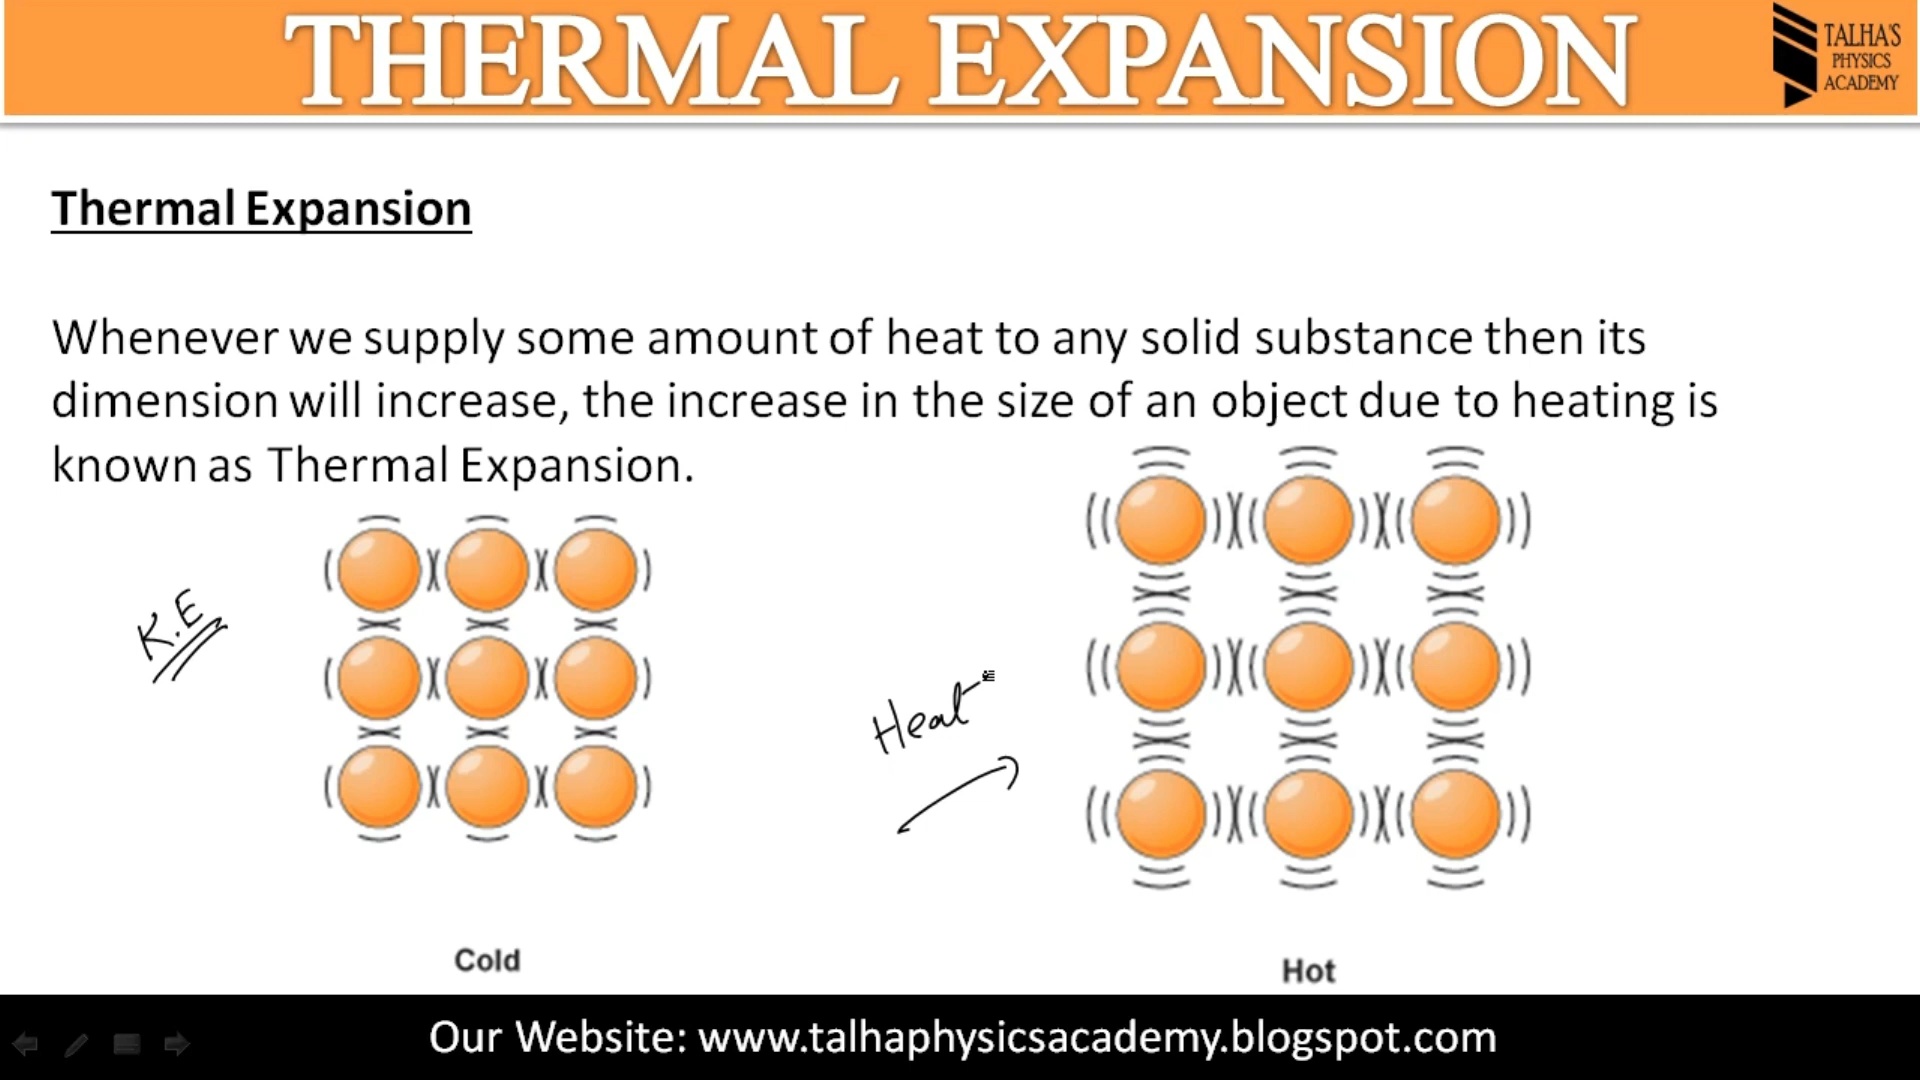 THERMAL EXPANSION
TALHA'S
PHYSICS
ACADEMY
Thermal Expansion
Whenever we supply some amount of heat to any solid substance then its
dimension will increase, the increase in the size of an object due to heating is
known as Thermal Expansion.
K.E
Heat
Cold
Hot
Our Website: www.talhaphysicsacademy.blogspot.com